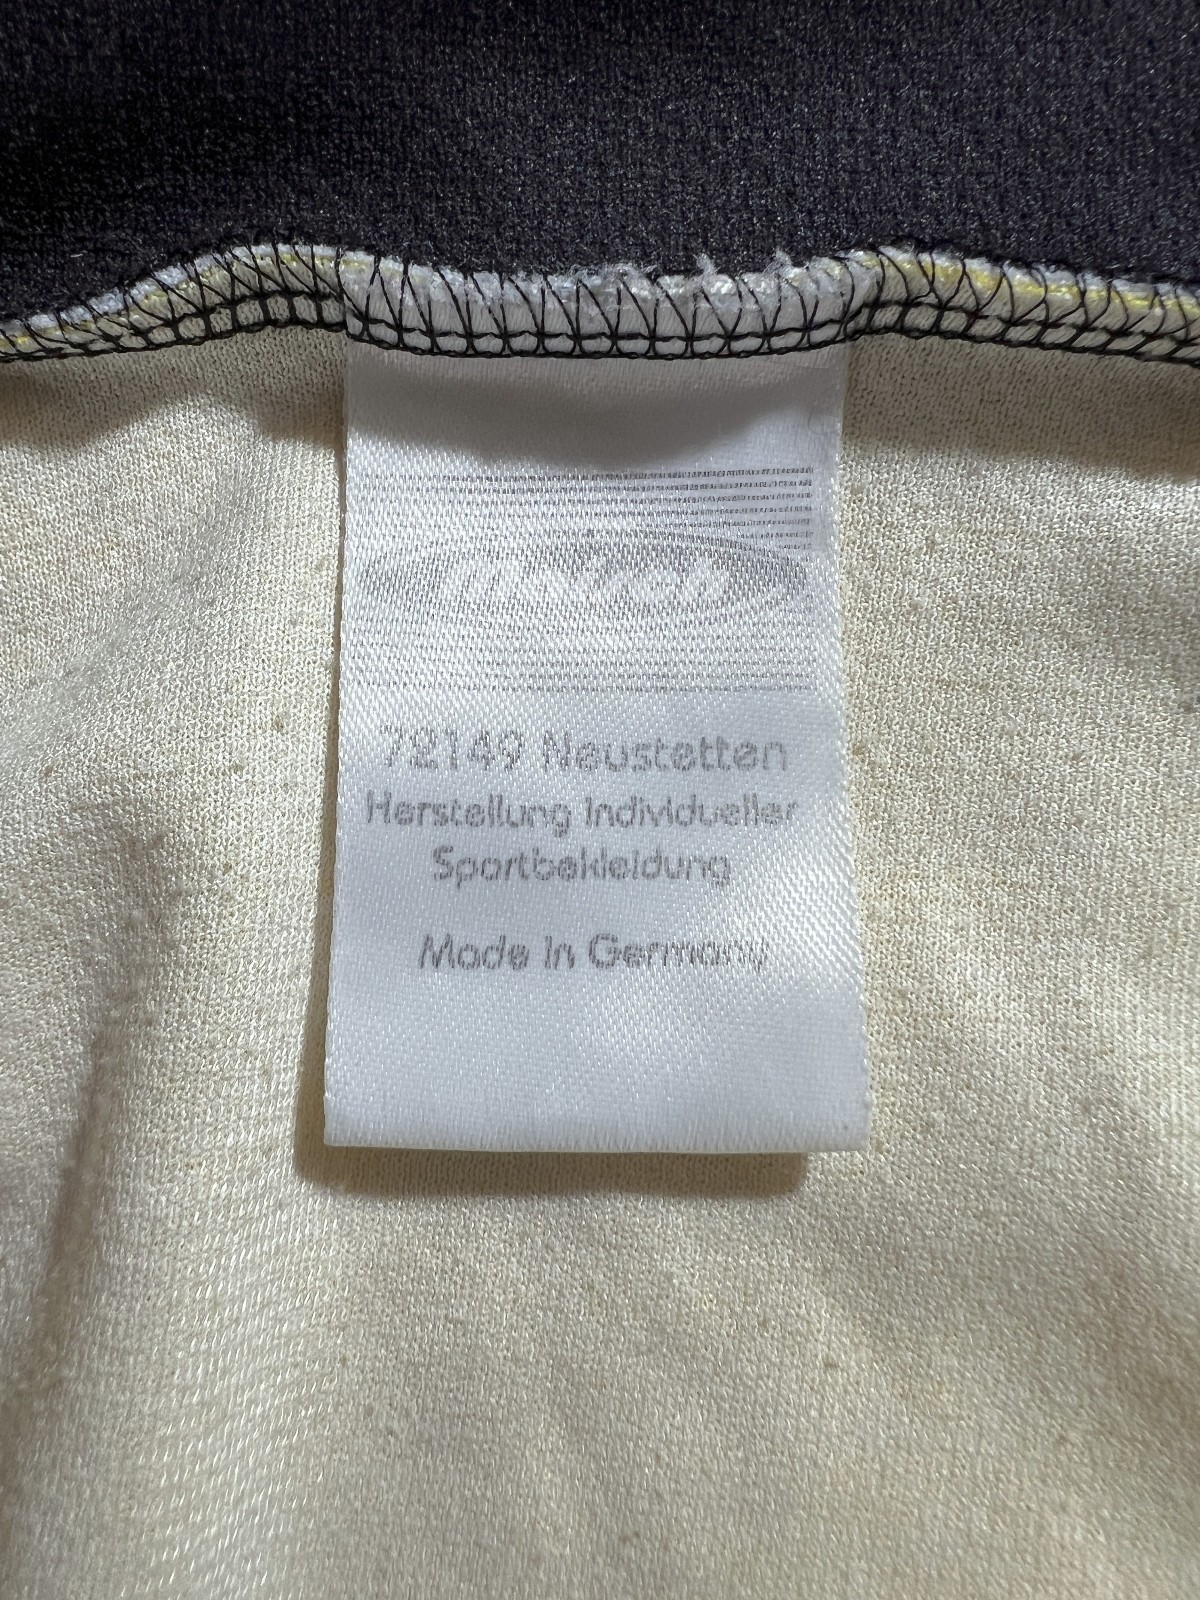 72149 Neustetten
Herstellung Individueller
Sportbekleidung
Made in Germany